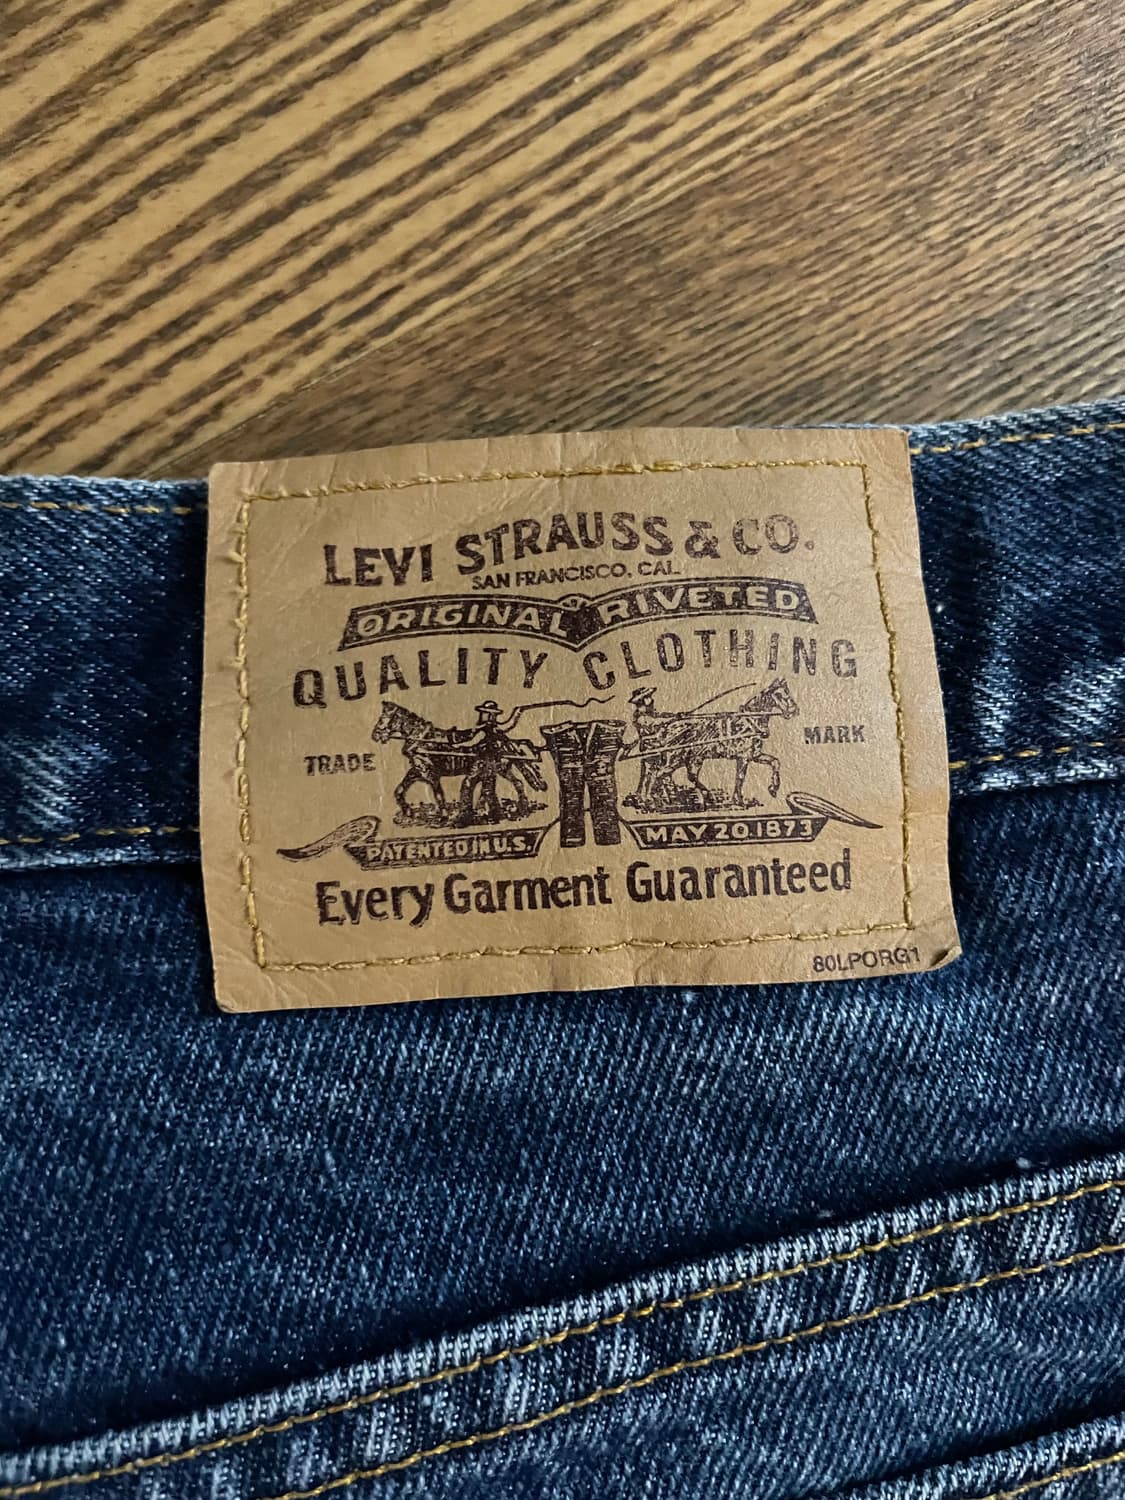 LEVI STRAUSS & CO.
SAN FRANCISCO, CAL.
ORIGINAL RIVETED
QUALITY CLOTHING
TRADE MARK
PATENTED IN U.S. MAY 20.1873
Every Garment Guaranteed
80LPORG1